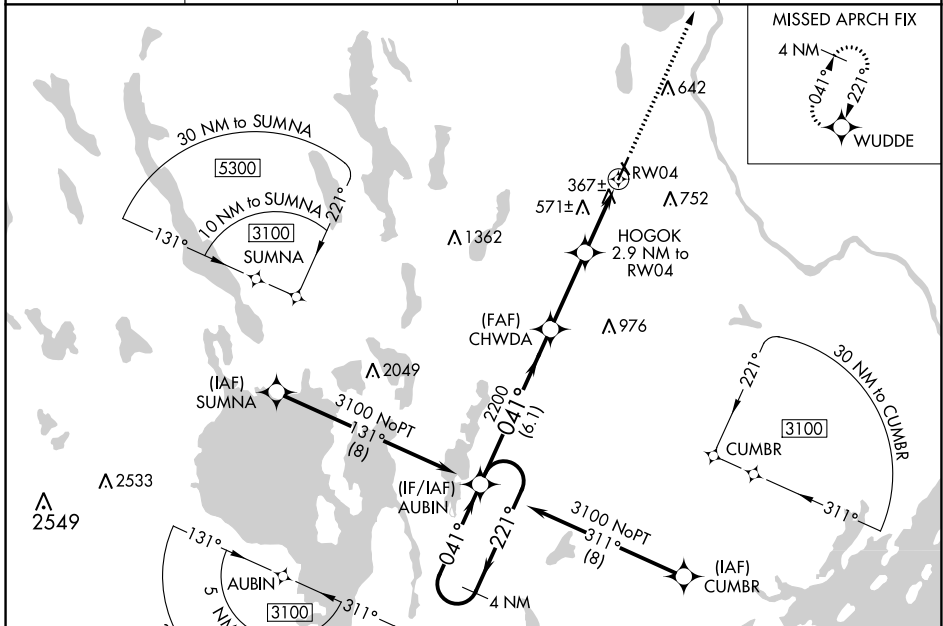 MISSED APRCH FIX
4 NM
041°
221°
WUDDE
642
RW04
367±
571±
752
HOGOK
2.9 NM to
RW04
1362
30 NM to SUMNA
5300
10 NM to SUMNA
3100
SUMNA
131°
221°
(FAF)
CHWDA
976
2049
(IAF)
SUMNA
3100 NoPT
131°
(8)
2200
041°
(6.1)
30 NM to CUMBR
3100
221°
CUMBR
311°
2533
2549
(IF/IAF)
AUBIN
041°
221°
4 NM
3100 NoPT
311°
(8)
(IAF)
CUMBR
131°
AUBIN
5 NM
3100
311°